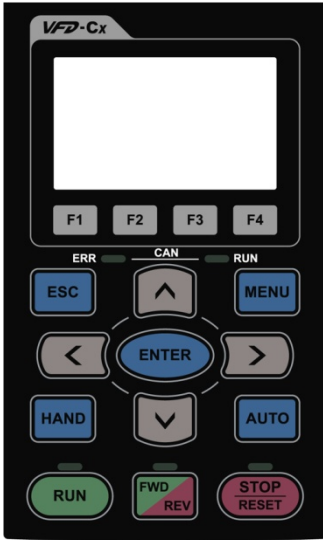 VFD-Cx
F1 F2 F3 F4
ERR CAN RUN
ESC MENU
ENTER
HAND AUTO
RUN FWD REV STOP RESET